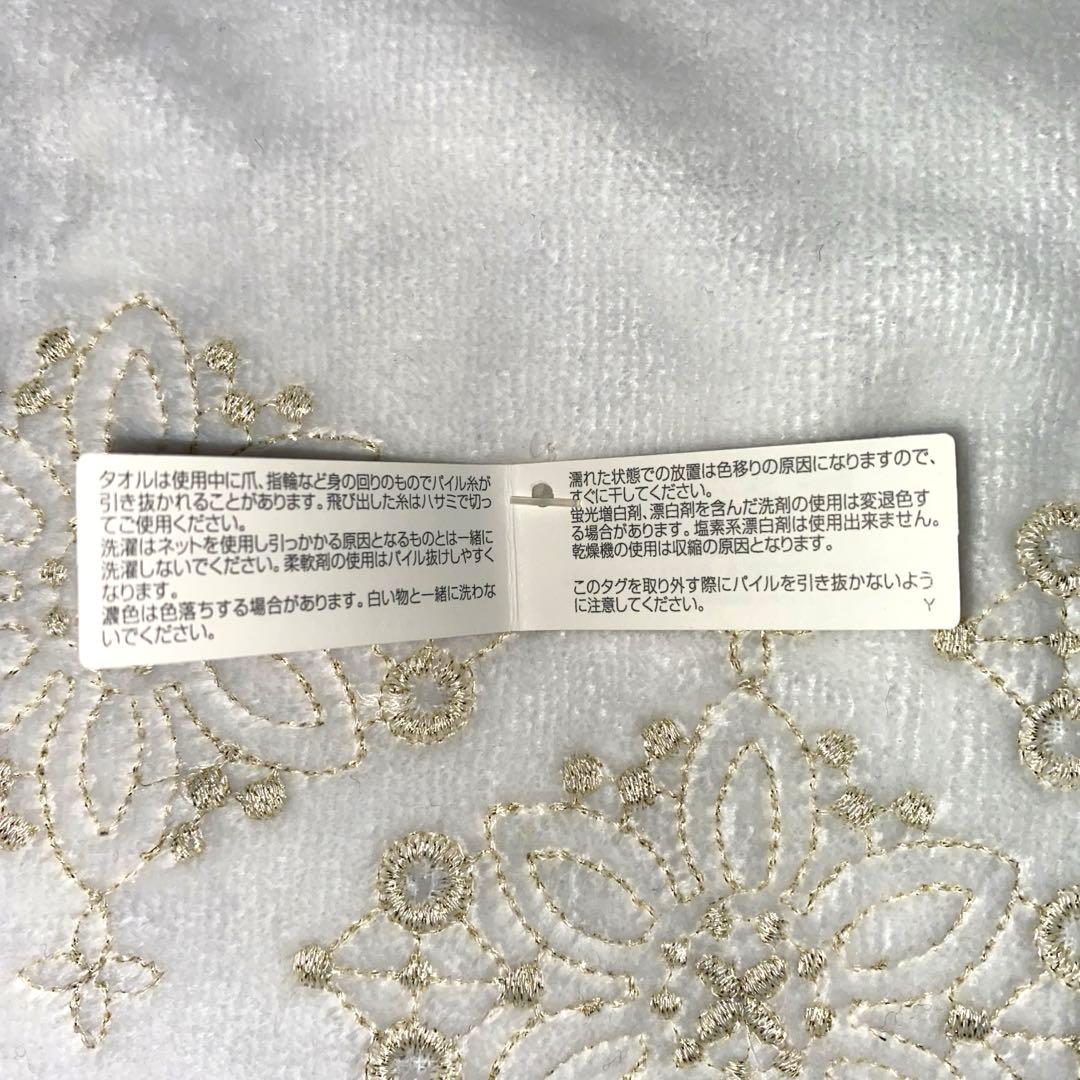 タオルは使用中に爪、指輪など身の回りのものでパイル糸が
引き抜かれることがあります。飛び出した糸はハサミで切っ
てご使用ください。
洗濯はネットを使用し引っかかる原因となるものとは一緒に
洗濯しないでください。柔軟剤の使用はパイル抜けしやすく
なります。
濃色は色落ちする場合があります。白い物と一緒に洗わな
いでください。
濡れた状態での放置は色移りの原因になりますので、
すぐに干してください。
蛍光増白剤、漂白剤を含んだ洗剤の使用は変退色す
る場合があります。塩素系漂白剤は使用出来ません。
乾燥機の使用は収縮の原因となります。
このタグを取り外す際にパイルを引き抜かないよう
に注意してください。
Y